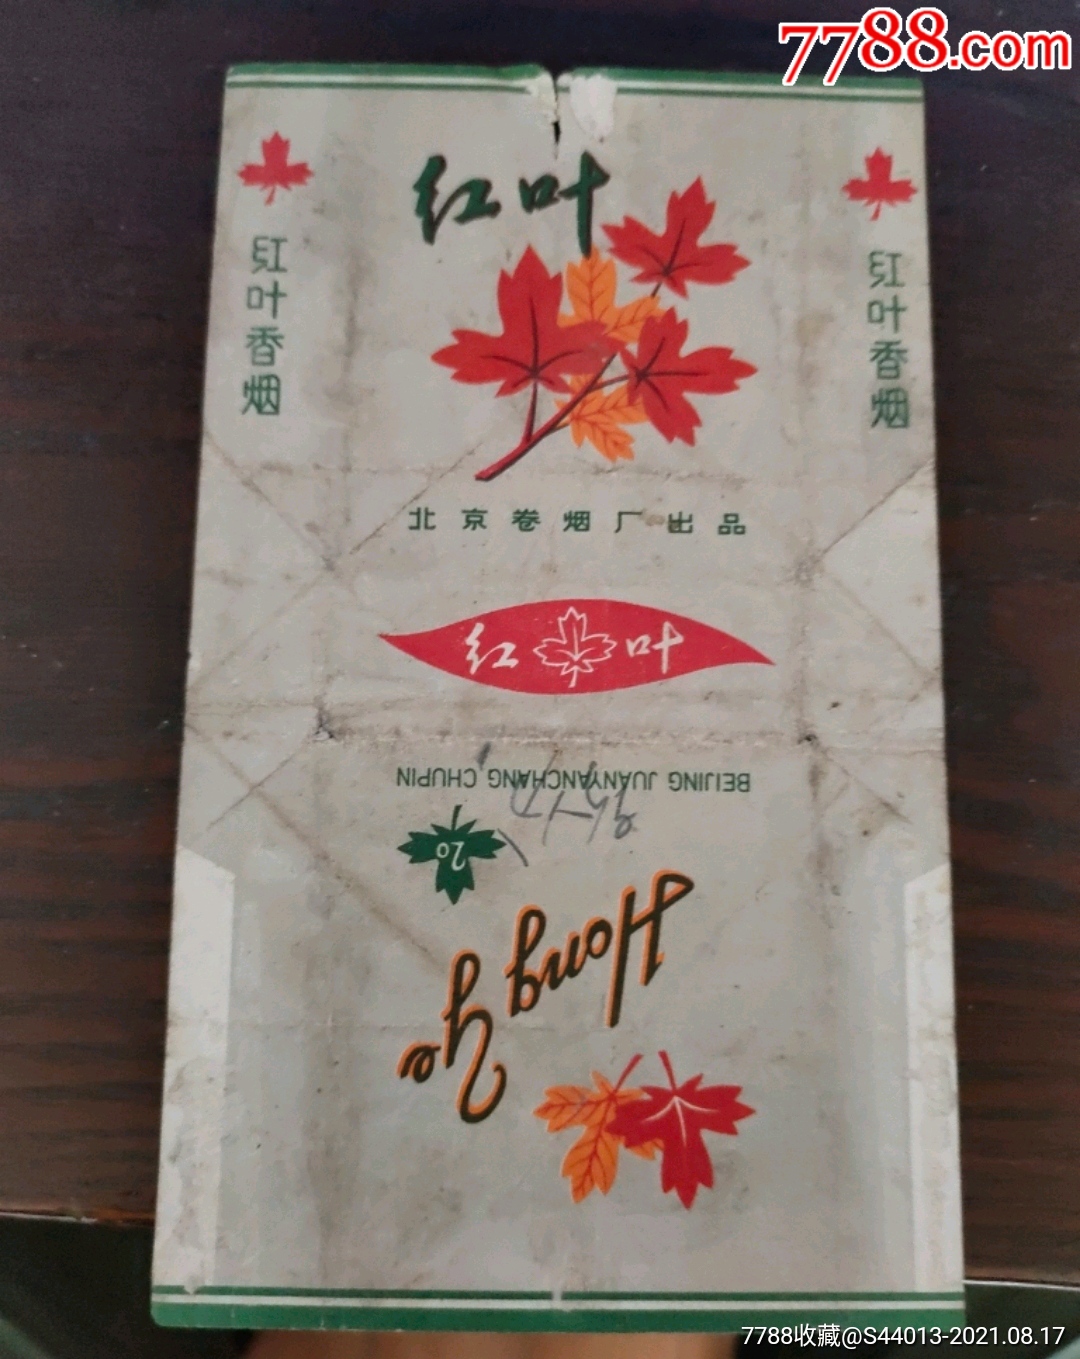 7788.com
红叶
红叶香烟
红叶香烟
北京卷烟厂出品
红叶
BEIJING JUANYANCHANG CHUPIN
20
Hong Ye
7788收藏@S44013-2021.08.17